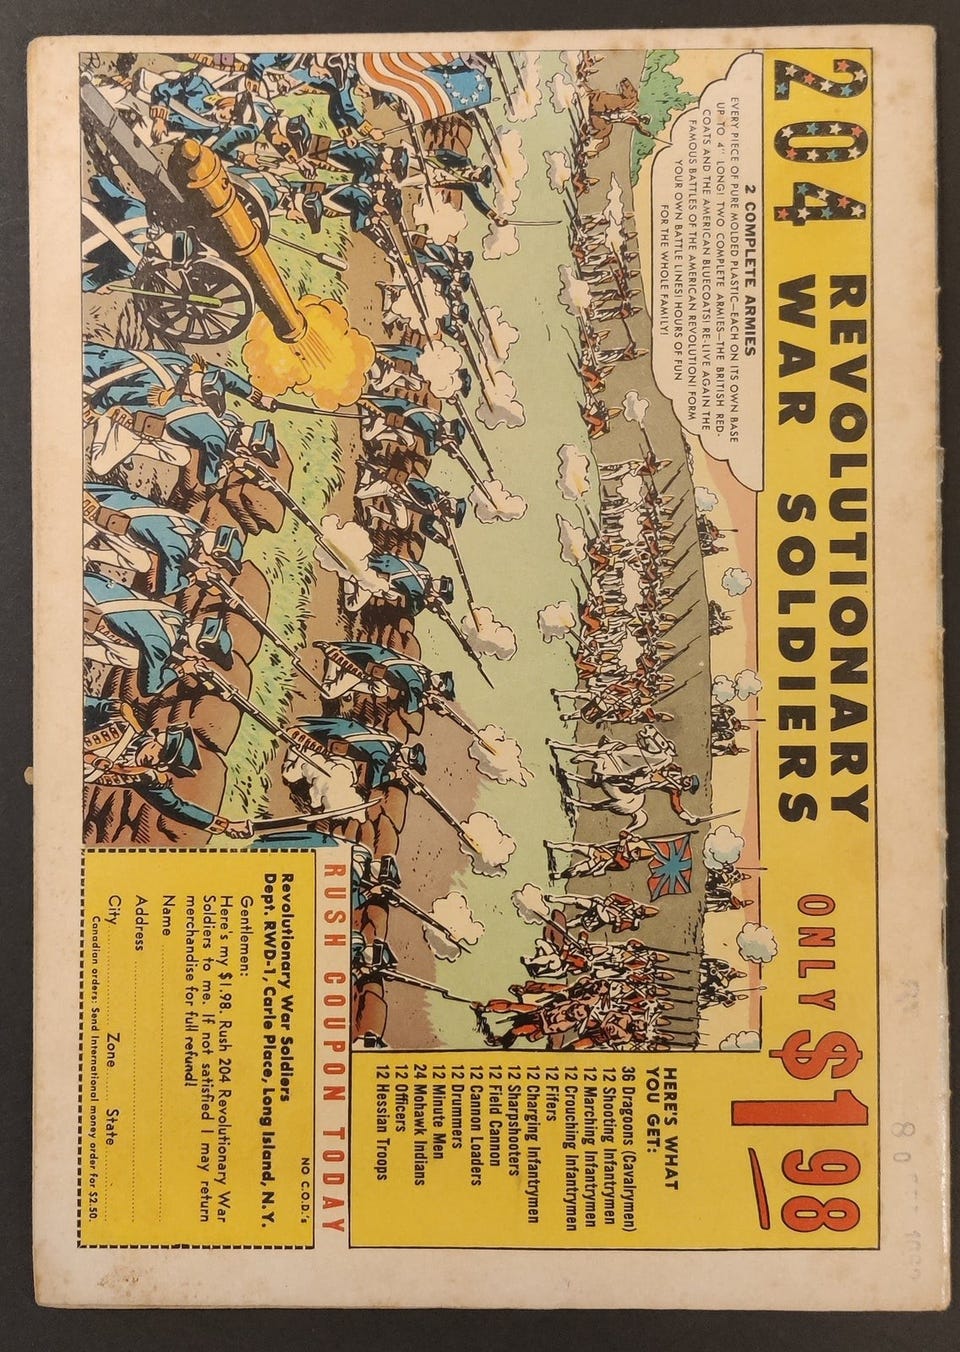 204 REVOLUTIONARY
WAR SOLDIERS
ONLY $1 98
2 COMPLETE ARMIES
EVERY PIECE OF PURE MOLDED PLASTIC—EACH ON ITS OWN BASE
UP TO 4" LONG! TWO COMPLETE ARMIES—THE BRITISH RED-
COATS AND THE AMERICAN BLUECOATS! RE-LIVE AGAIN THE
FAMOUS BATTLES OF THE AMERICAN REVOLUTION! FORM
YOUR OWN BATTLE LINES! HOURS OF FUN
FOR THE WHOLE FAMILY!
HERE'S WHAT
YOU GET:
36 Dragoons (Cavalrymen)
12 Shooting Infantrymen
12 Marching Infantrymen
12 Crouching Infantrymen
12 Fifers
12 Charging Infantrymen
12 Sharpshooters
12 Field Cannon
12 Cannon Loaders
12 Drummers
12 Minute Men
24 Mohawk Indians
12 Officers
12 Hessian Troops
RUSH COUPON TODAY
NO C.O.D.'s
Revolutionary War Soldiers
Dept. RWD-1, Carle Place, Long Island, N.Y.
Gentlemen:
Here's my $1.98. Rush 204 Revolutionary War
Soldiers to me. If not satisfied I may return
merchandise for full refund!
Name
Address
City Zone State
Canadian orders: Send International money order for $2.50.